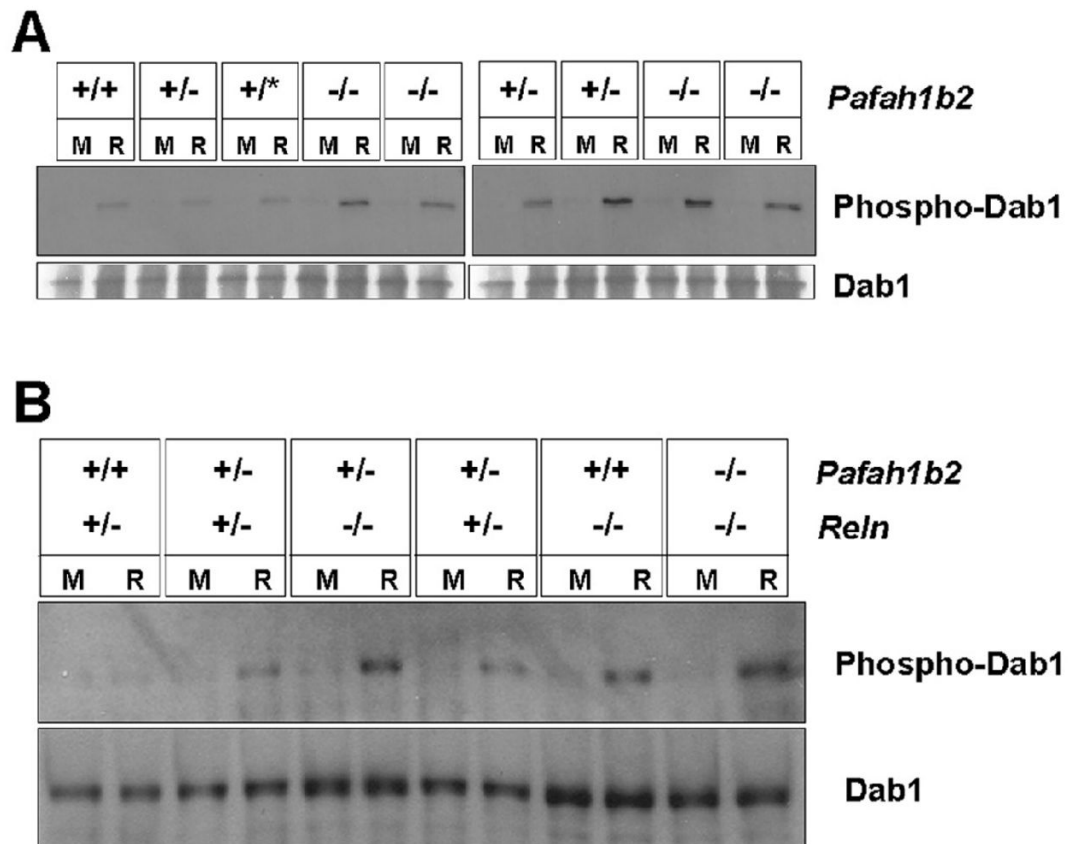 A
+/+ +/- +/* -/- -/- +/- +/- -/- -/- Pafah1b2
M R M R M R M R M R M R M R M R M R
Phospho-Dab1
Dab1
B
+/+ +/- +/- +/- +/+ -/- Pafah1b2
+/- +/- -/- +/- -/- -/- Reln
M R M R M R M R M R M R
Phospho-Dab1
Dab1